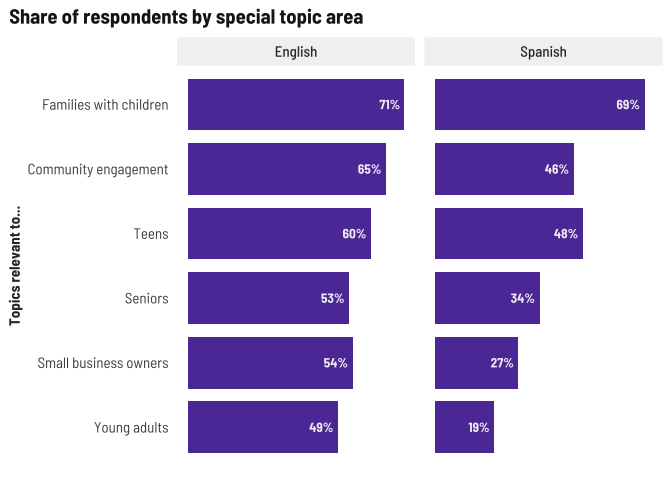 Share of respondents by special topic area
English Spanish
Topics relevant to...
Families with children 71% 69%
Community engagement 65% 46%
Teens 60% 48%
Seniors 53% 34%
Small business owners 54% 27%
Young adults 49% 19%